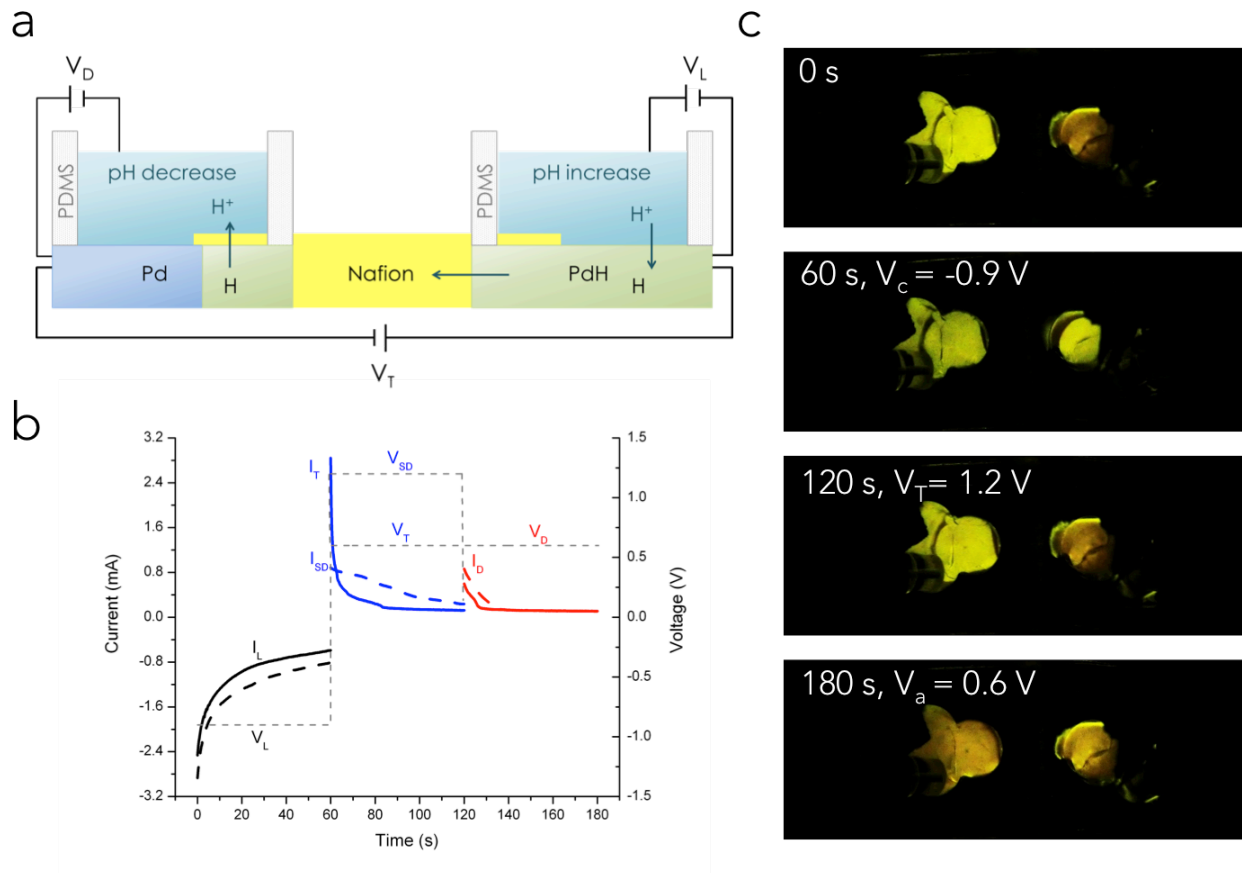 a
V_D
V_L
PDMS
pH decrease
H⁺
PDMS
pH increase
H⁺
Pd
H
Nafion
PdH
H
V_T
b
Current (mA)
3.2
2.4
1.6
0.8
0.0
-0.8
-1.6
-2.4
-3.2
I_T
V_SD
V_T
V_D
I_SD
I_D
I_L
V_L
1.5
1.0
0.5
0.0
-0.5
-1.0
-1.5
Voltage (V)
0 20 40 60 80 100 120 140 160 180
Time (s)
c
0 s
60 s, V_c = -0.9 V
120 s, V_T= 1.2 V
180 s, V_a = 0.6 V